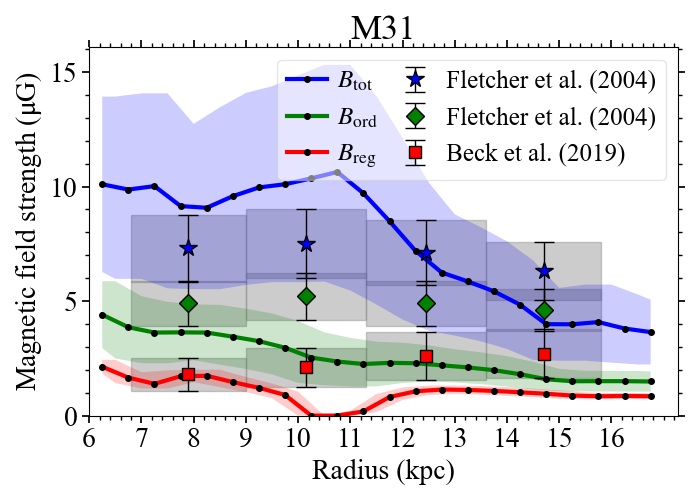 M31
Magnetic field strength (μG)
15
10
5
0
B_tot
B_ord
B_reg
Fletcher et al. (2004)
Fletcher et al. (2004)
Beck et al. (2019)
6 7 8 9 10 11 12 13 14 15 16
Radius (kpc)